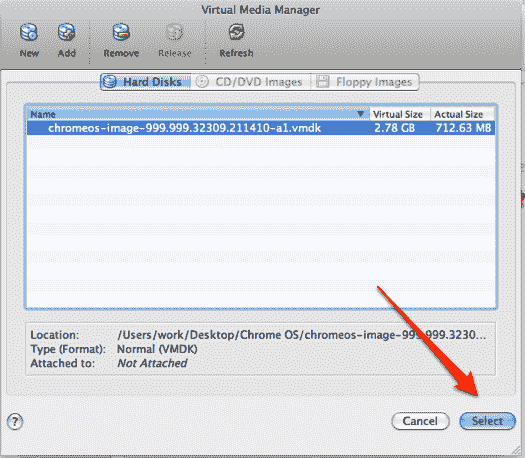 Virtual Media Manager
New Add Remove Release Refresh
Hard Disks CD/DVD Images Floppy Images
Name Virtual Size Actual Size
chromeos-image-999.999.32309.211410-a1.vmdk 2.78 GB 712.63 MB
Location: /Users/work/Desktop/Chrome OS/chromeos-image-999.999.3230...
Type (Format): Normal (VMDK)
Attached to: Not Attached
? Cancel Select